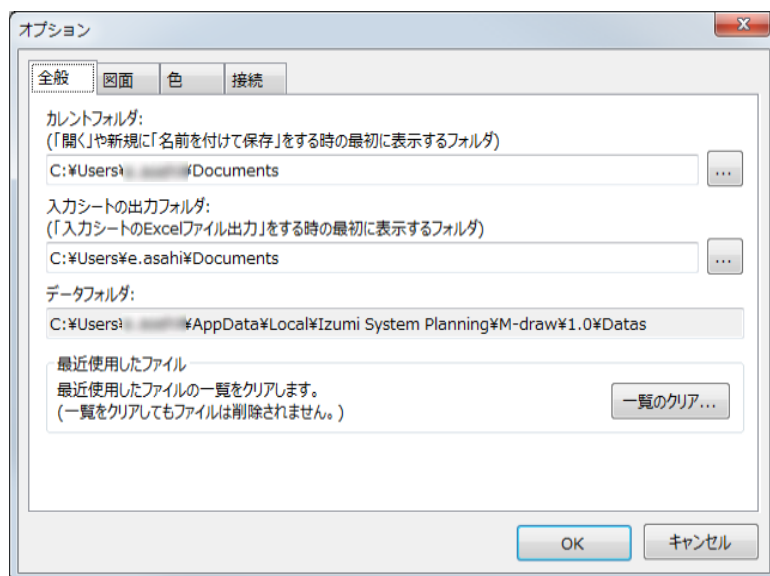 オプション
全般 図面 色 接続
カレントフォルダ:
(「開く」や新規に「名前を付けて保存」をする時の最初に表示するフォルダ)
C:¥Users¥ ¥Documents
...
入力シートの出力フォルダ:
(「入力シートのExcelファイル出力」をする時の最初に表示するフォルダ)
C:¥Users¥e.asahi¥Documents
...
データフォルダ:
C:¥Users¥ ¥AppData¥Local¥Izumi System Planning¥M-draw¥1.0¥Datas
最近使用したファイル
最近使用したファイルの一覧をクリアします。
(一覧をクリアしてもファイルは削除されません。)
一覧のクリア...
OK キャンセル